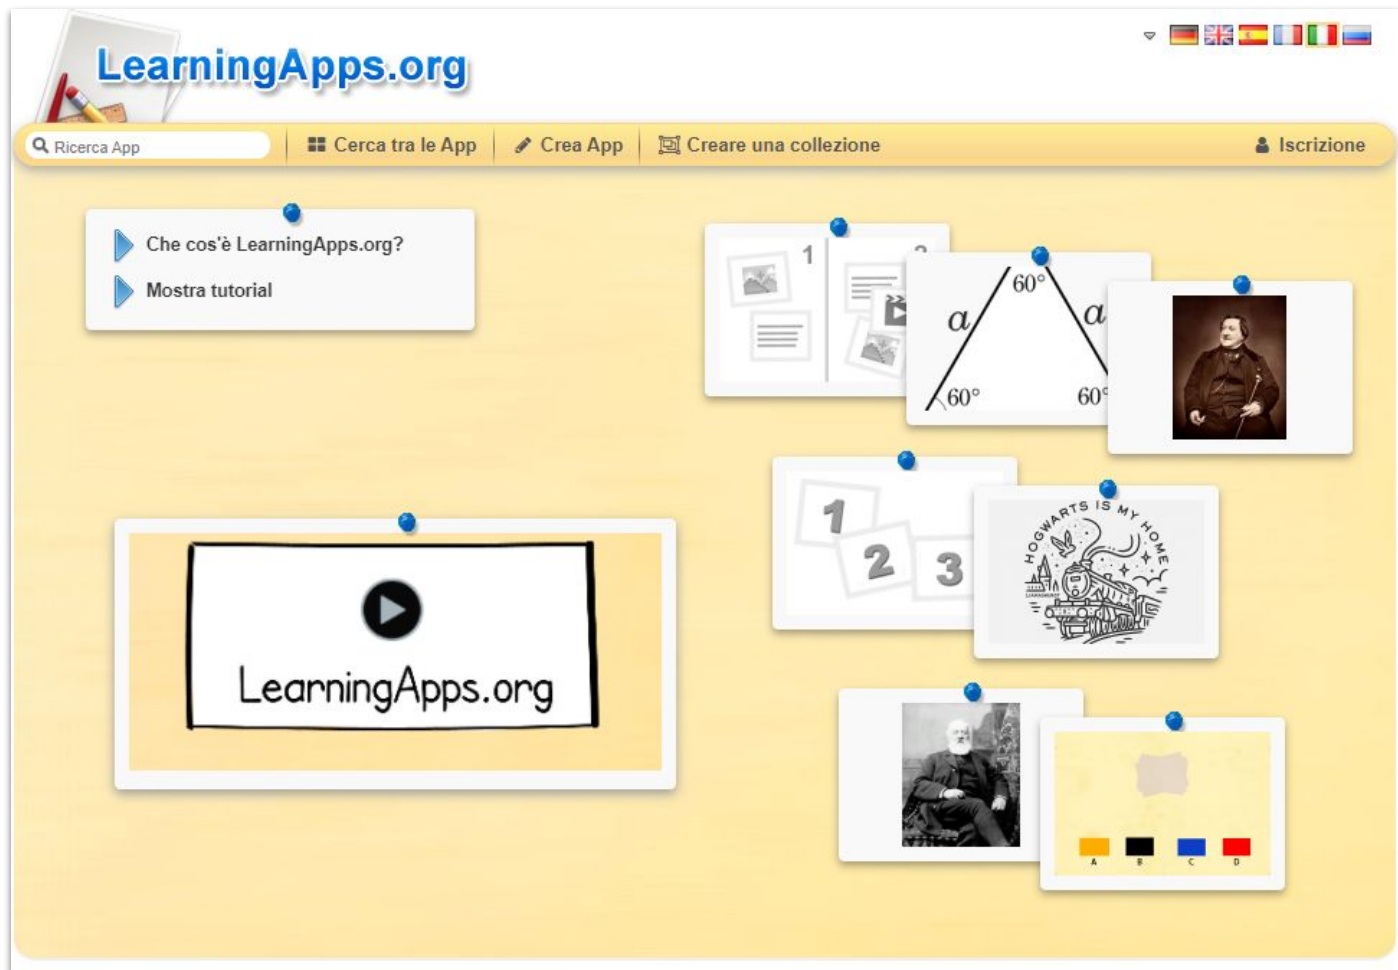 LearningApps.org
Ricerca App
Cerca tra le App
Crea App
Creare una collezione
Iscrizione
Che cos'è LearningApps.org?
Mostra tutorial
1
60°
a
a
60°
60°
1
2
3
HOGWARTS IS MY HOME
LearningApps.org
A
B
C
D